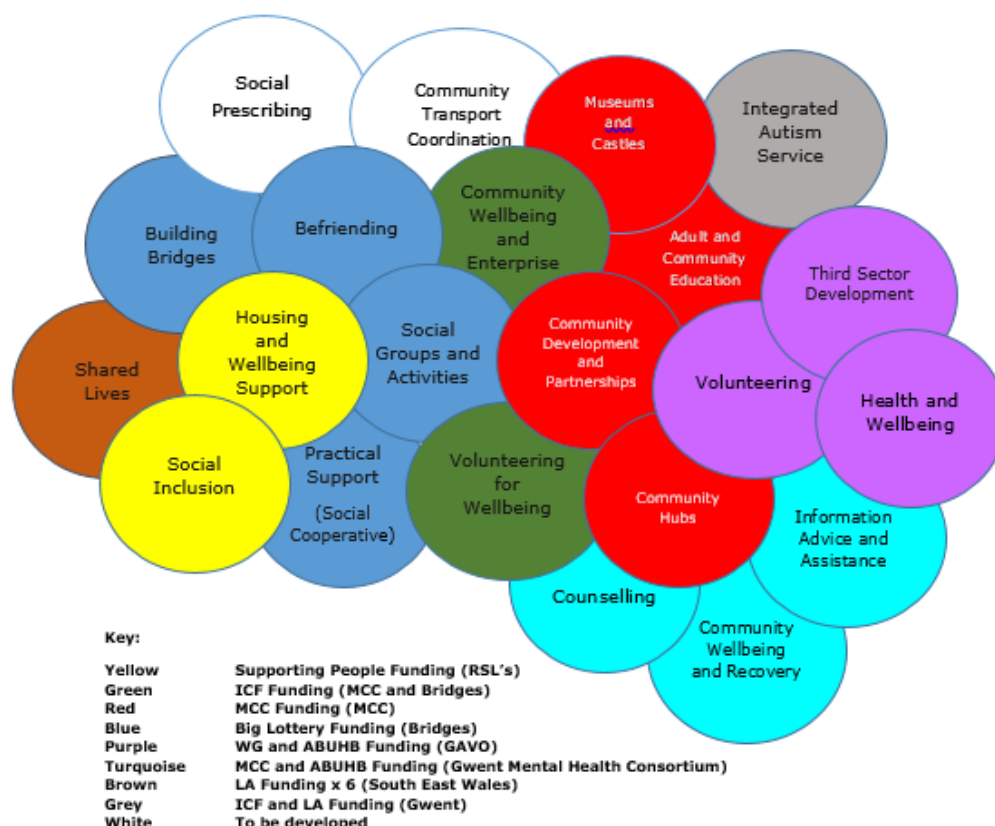 Social
Prescribing
Community
Transport
Coordination
Museums
and
Castles
Integrated
Autism
Service
Building
Bridges
Befriending
Community
Wellbeing
and
Enterprise
Adult and
Community
Education
Third Sector
Development
Shared
Lives
Housing
and
Wellbeing
Support
Social
Groups and
Activities
Community
Development
and
Partnerships
Volunteering
Health and
Wellbeing
Social
Inclusion
Practical
Support
(Social
Cooperative)
Volunteering
for
Wellbeing
Community
Hubs
Information
Advice and
Assistance
Counselling
Community
Wellbeing
and Recovery
Key:
Yellow Supporting People Funding (RSL's)
Green ICF Funding (MCC and Bridges)
Red MCC Funding (MCC)
Blue Big Lottery Funding (Bridges)
Purple WG and ABUHB Funding (GAVO)
Turquoise MCC and ABUHB Funding (Gwent Mental Health Consortium)
Brown LA Funding x 6 (South East Wales)
Grey ICF and LA Funding (Gwent)
White To be developed